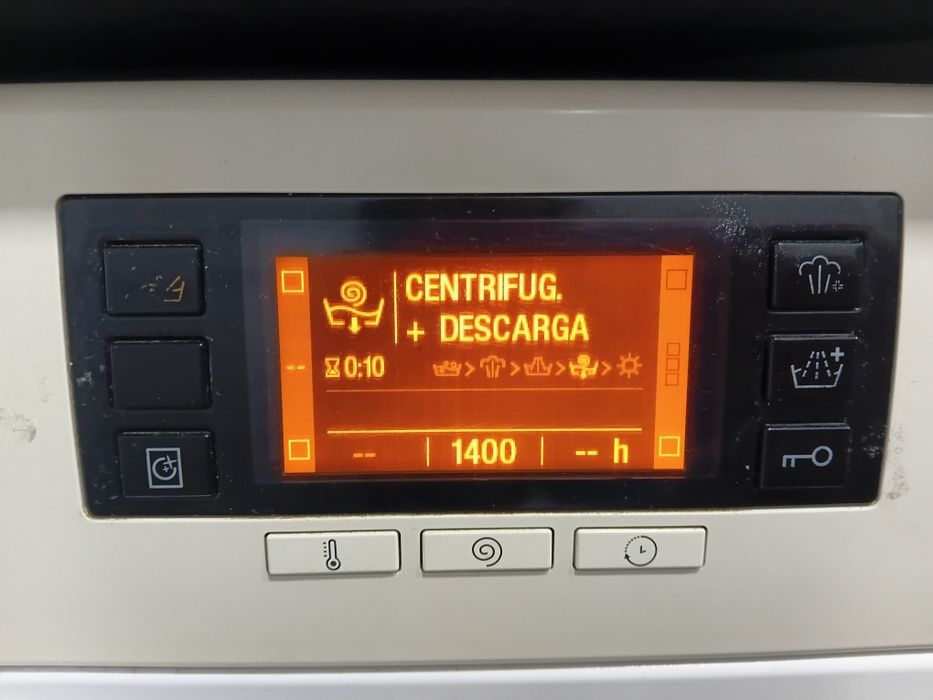 CENTRIFUG.
+ DESCARGA
0:10
-- 
-- 1400 -- h